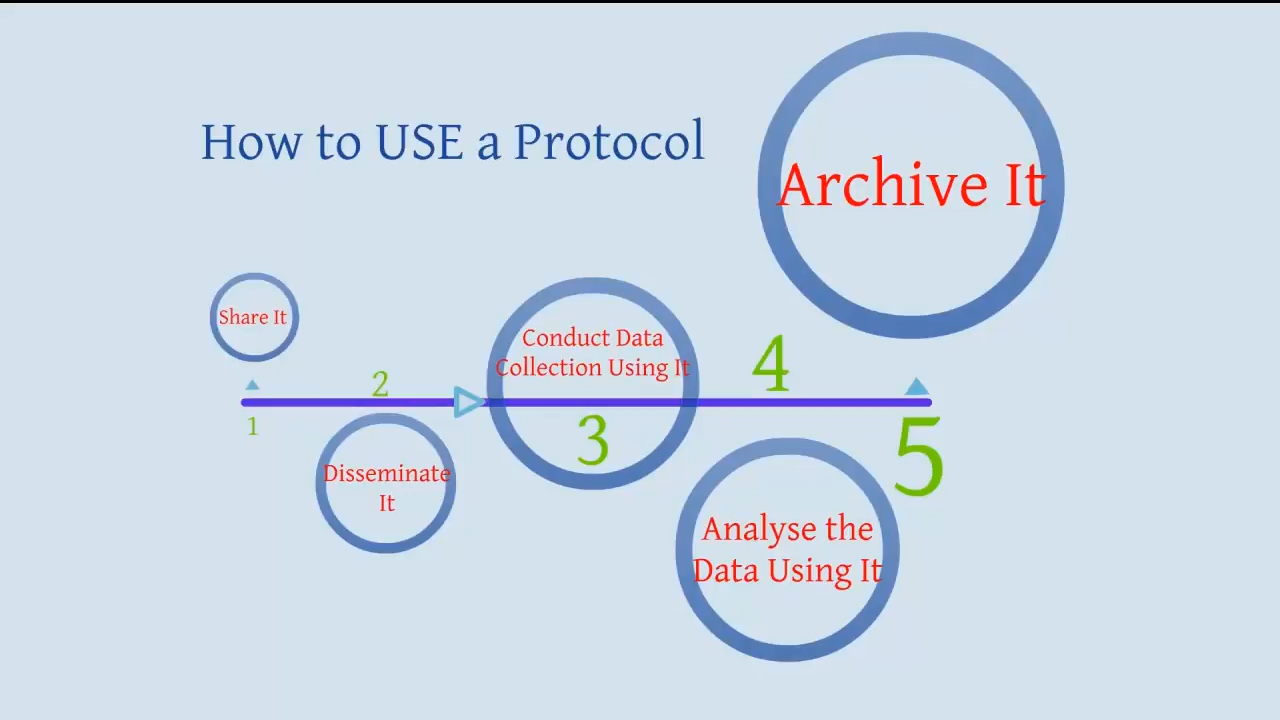 How to USE a Protocol
Archive It
Share It
Conduct Data
Collection Using It
4
2
1
3
5
Disseminate
It
Analyse the
Data Using It